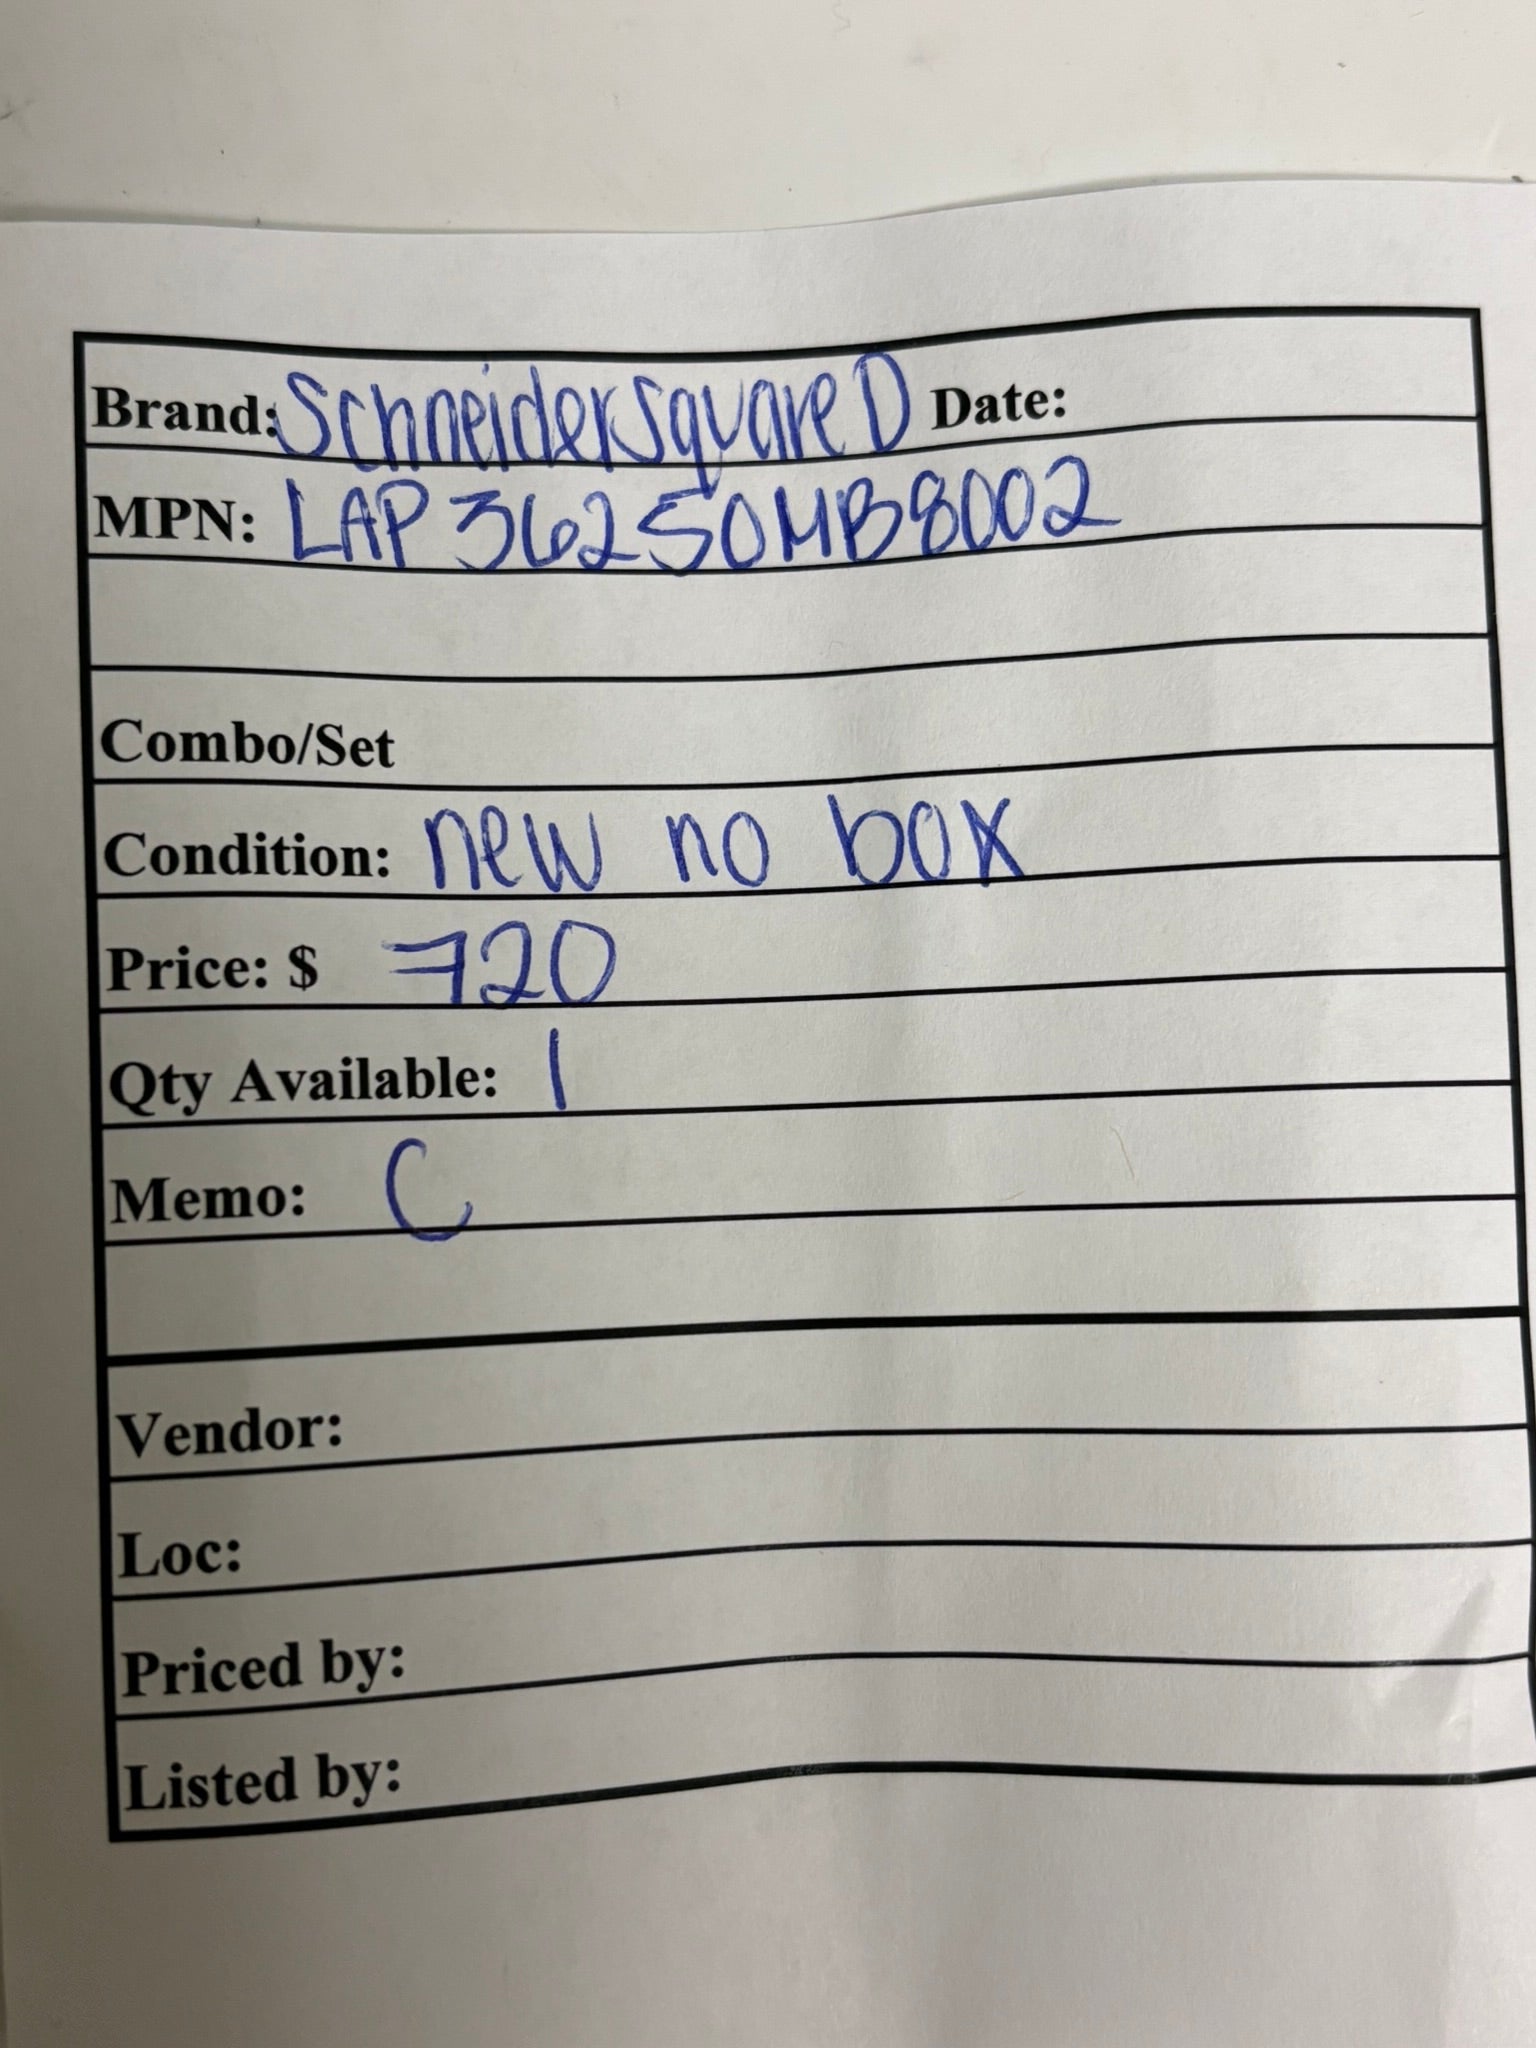 Brand: Schneider Square D Date:
MPN: LAP36250MB8002
Combo/Set
Condition: new no box
Price: $ 720
Qty Available: 1
Memo: C
Vendor:
Loc:
Priced by:
Listed by: